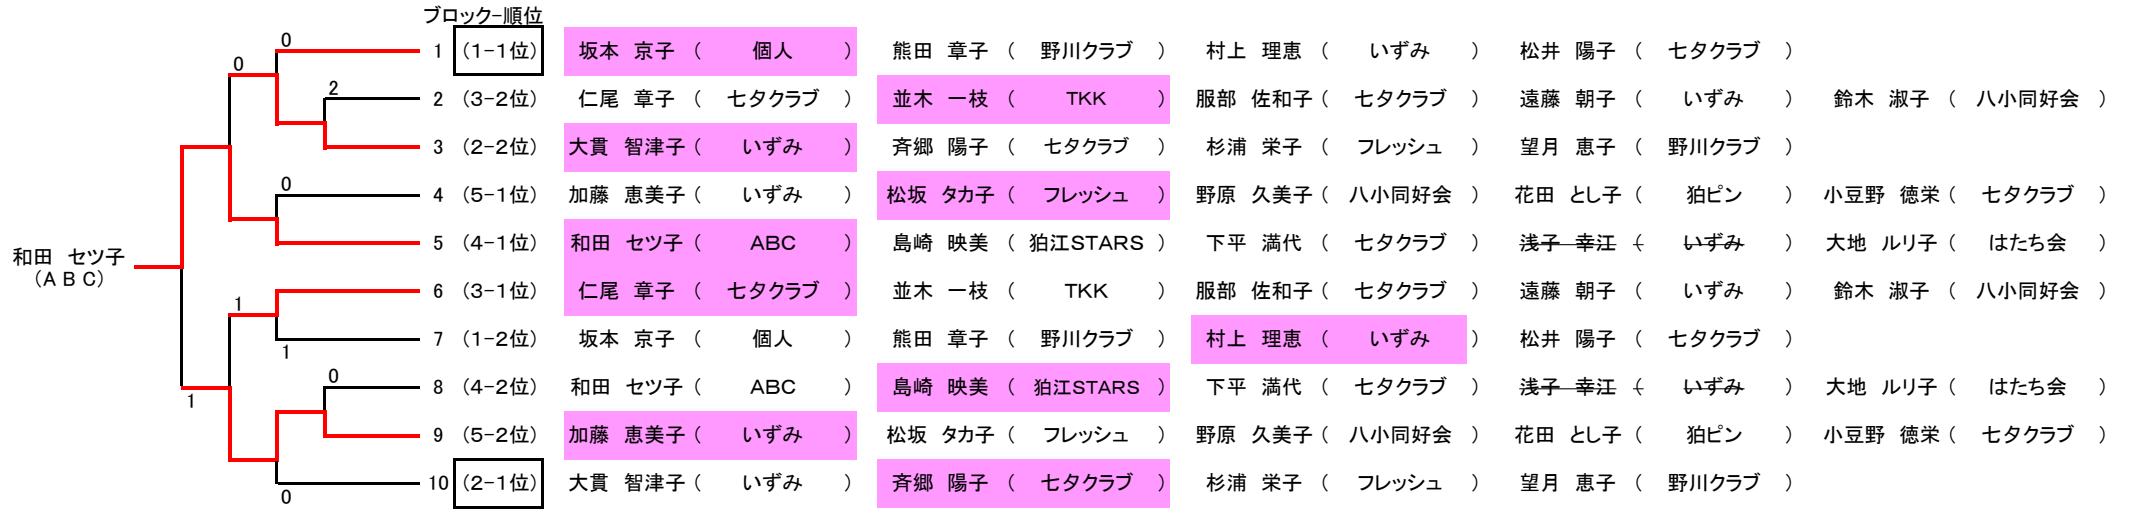 ブロック-順位
0 1 (1-1位) 坂本 京子 ( 個人 ) 熊田 章子 ( 野川クラブ ) 村上 理恵 ( いずみ ) 松井 陽子 ( 七夕クラブ )
0
2 2 (3-2位) 仁尾 章子 ( 七夕クラブ ) 並木 一枝 ( TKK ) 服部 佐和子 ( 七夕クラブ ) 遠藤 朝子 ( いずみ ) 鈴木 淑子 ( 八小同好会 )
3 (2-2位) 大貫 智津子 ( いずみ ) 斉郷 陽子 ( 七夕クラブ ) 杉浦 栄子 ( フレッシュ ) 望月 恵子 ( 野川クラブ )
0 4 (5-1位) 加藤 恵美子 ( いずみ ) 松坂 タカ子 ( フレッシュ ) 野原 久美子 ( 八小同好会 ) 花田 とし子 ( 狛ピン ) 小豆野 徳栄 ( 七夕クラブ )
5 (4-1位) 和田 セツ子 ( ABC ) 島崎 映美 ( 狛江STARS ) 下平 満代 ( 七夕クラブ ) 浅子 幸江 ( いずみ ) 大地 ルリ子 ( はたち会 )
和田 セツ子
(ABC)
6 (3-1位) 仁尾 章子 ( 七夕クラブ ) 並木 一枝 ( TKK ) 服部 佐和子 ( 七夕クラブ ) 遠藤 朝子 ( いずみ ) 鈴木 淑子 ( 八小同好会 )
1
7 (1-2位) 坂本 京子 ( 個人 ) 熊田 章子 ( 野川クラブ ) 村上 理恵 ( いずみ ) 松井 陽子 ( 七夕クラブ )
1
0 8 (4-2位) 和田 セツ子 ( ABC ) 島崎 映美 ( 狛江STARS ) 下平 満代 ( 七夕クラブ ) 浅子 幸江 ( いずみ ) 大地 ルリ子 ( はたち会 )
1
9 (5-2位) 加藤 恵美子 ( いずみ ) 松坂 タカ子 ( フレッシュ ) 野原 久美子 ( 八小同好会 ) 花田 とし子 ( 狛ピン ) 小豆野 徳栄 ( 七夕クラブ )
10 (2-1位) 大貫 智津子 ( いずみ ) 斉郷 陽子 ( 七夕クラブ ) 杉浦 栄子 ( フレッシュ ) 望月 恵子 ( 野川クラブ )
0